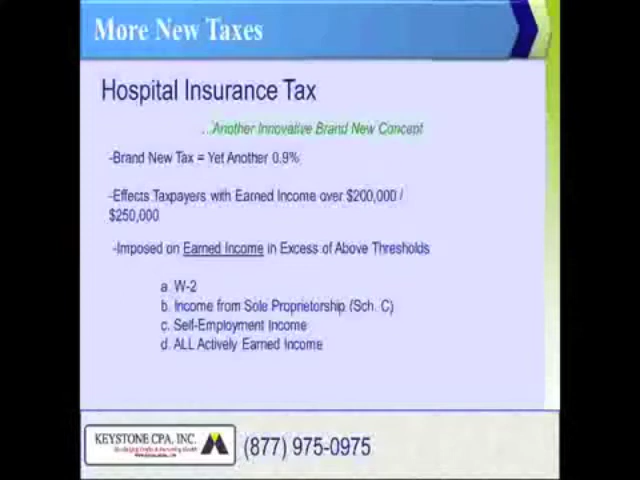 More New Taxes
Hospital Insurance Tax
...Another Innovative Brand New Concept
-Brand New Tax = Yet Another 0.9%
-Effects Taxpayers with Earned Income over $200,000 /
$250,000
-Imposed on Earned Income in Excess of Above Thresholds
a. W-2
b. Income from Sole Proprietorship (Sch. C)
c. Self-Employment Income
d. ALL Actively Earned Income
KEYSTONE CPA, INC.
(877) 975-0975